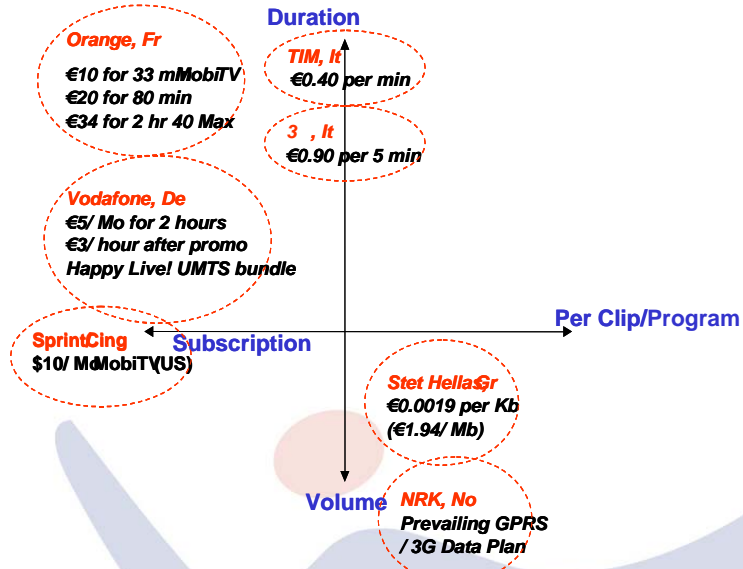 Duration
Orange, Fr
€10 for 33 mMobiTV
€20 for 80 min
€34 for 2 hr 40 Max
TIM, It
€0.40 per min
3 , It
€0.90 per 5 min
Vodafone, De
€5/ Mo for 2 hours
€3/ hour after promo
Happy Live! UMTS bundle
Per Clip/Program
Subscription
SprintCing
$10/ MoMobiTV(US)
Stet Hellas,Gr
€0.0019 per Kb
(€1.94/ Mb)
Volume
NRK, No
Prevailing GPRS
/ 3G Data Plan